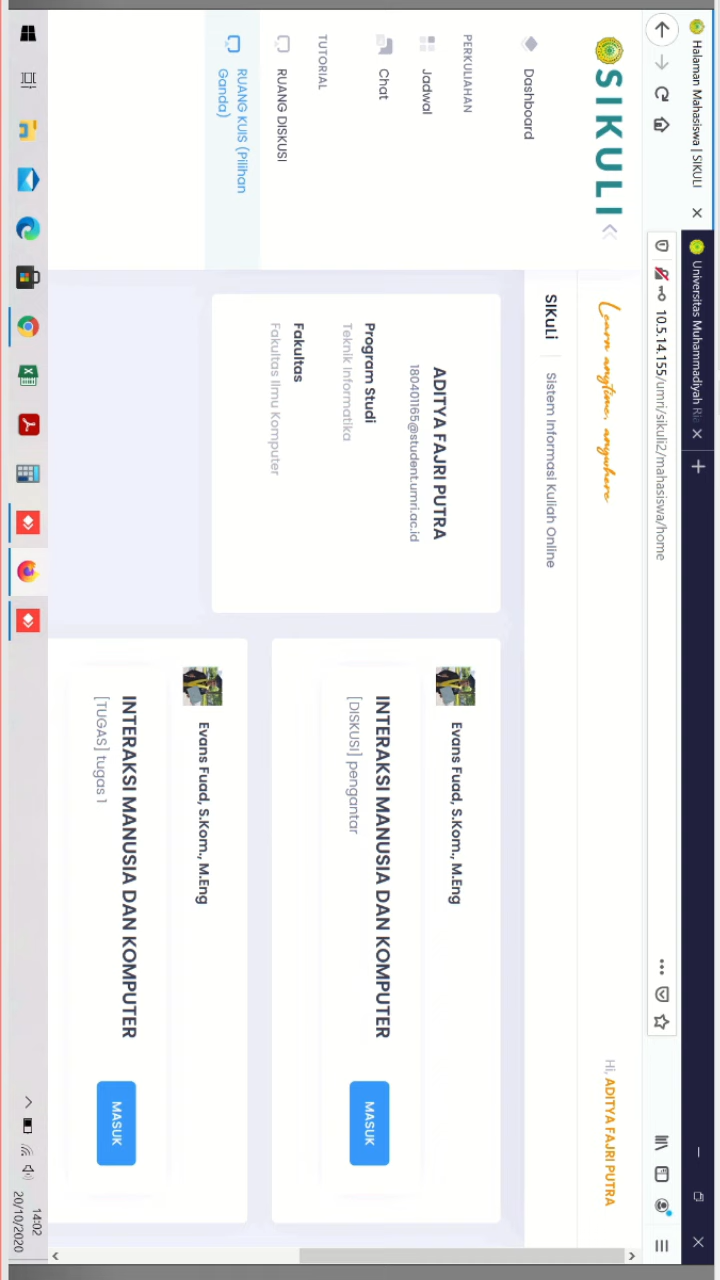 Halaman Mahasiswa | SIKULI
Universitas Muhammadiyah Ria
10.5.14.155/umri/sikuli2/mahasiswa/home
SIKULI
Learn anytime, anywhere
Hi, ADITYA FAJRI PUTRA
Dashboard
PERKULIAHAN
Jadwal
Chat
TUTORIAL
RUANG DISKUSI
RUANG KUIS (Pilihan
Ganda)
SIKuLi
Sistem Informasi Kuliah Online
ADITYA FAJRI PUTRA
180401165@student.umri.ac.id
Program Studi
Teknik Informatika
Fakultas
Fakultas Ilmu Komputer
Evans Fuad, S.Kom., M.Eng
INTERAKSI MANUSIA DAN KOMPUTER
[DISKUSI] pengantar
MASUK
Evans Fuad, S.Kom., M.Eng
INTERAKSI MANUSIA DAN KOMPUTER
[TUGAS] tugas 1
MASUK
14:02
20/10/2020